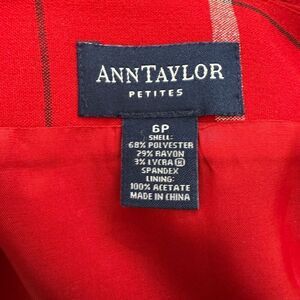 ANNTAYLOR
PETITES
6P
SHELL:
68% POLYESTER
29% RAYON
3% LYCRA ®
SPANDEX
LINING:
100% ACETATE
MADE IN CHINA